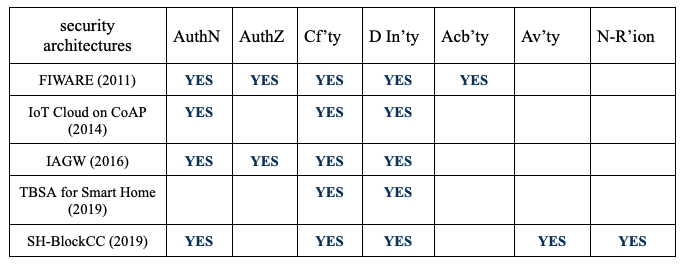 security architectures AuthN AuthZ Cf’ty D In’ty Acb’ty Av’ty N-R’ion
FIWARE (2011) YES YES YES YES YES
IoT Cloud on CoAP (2014) YES YES YES
IAGW (2016) YES YES YES YES
TBSA for Smart Home (2019) YES YES
SH-BlockCC (2019) YES YES YES YES YES